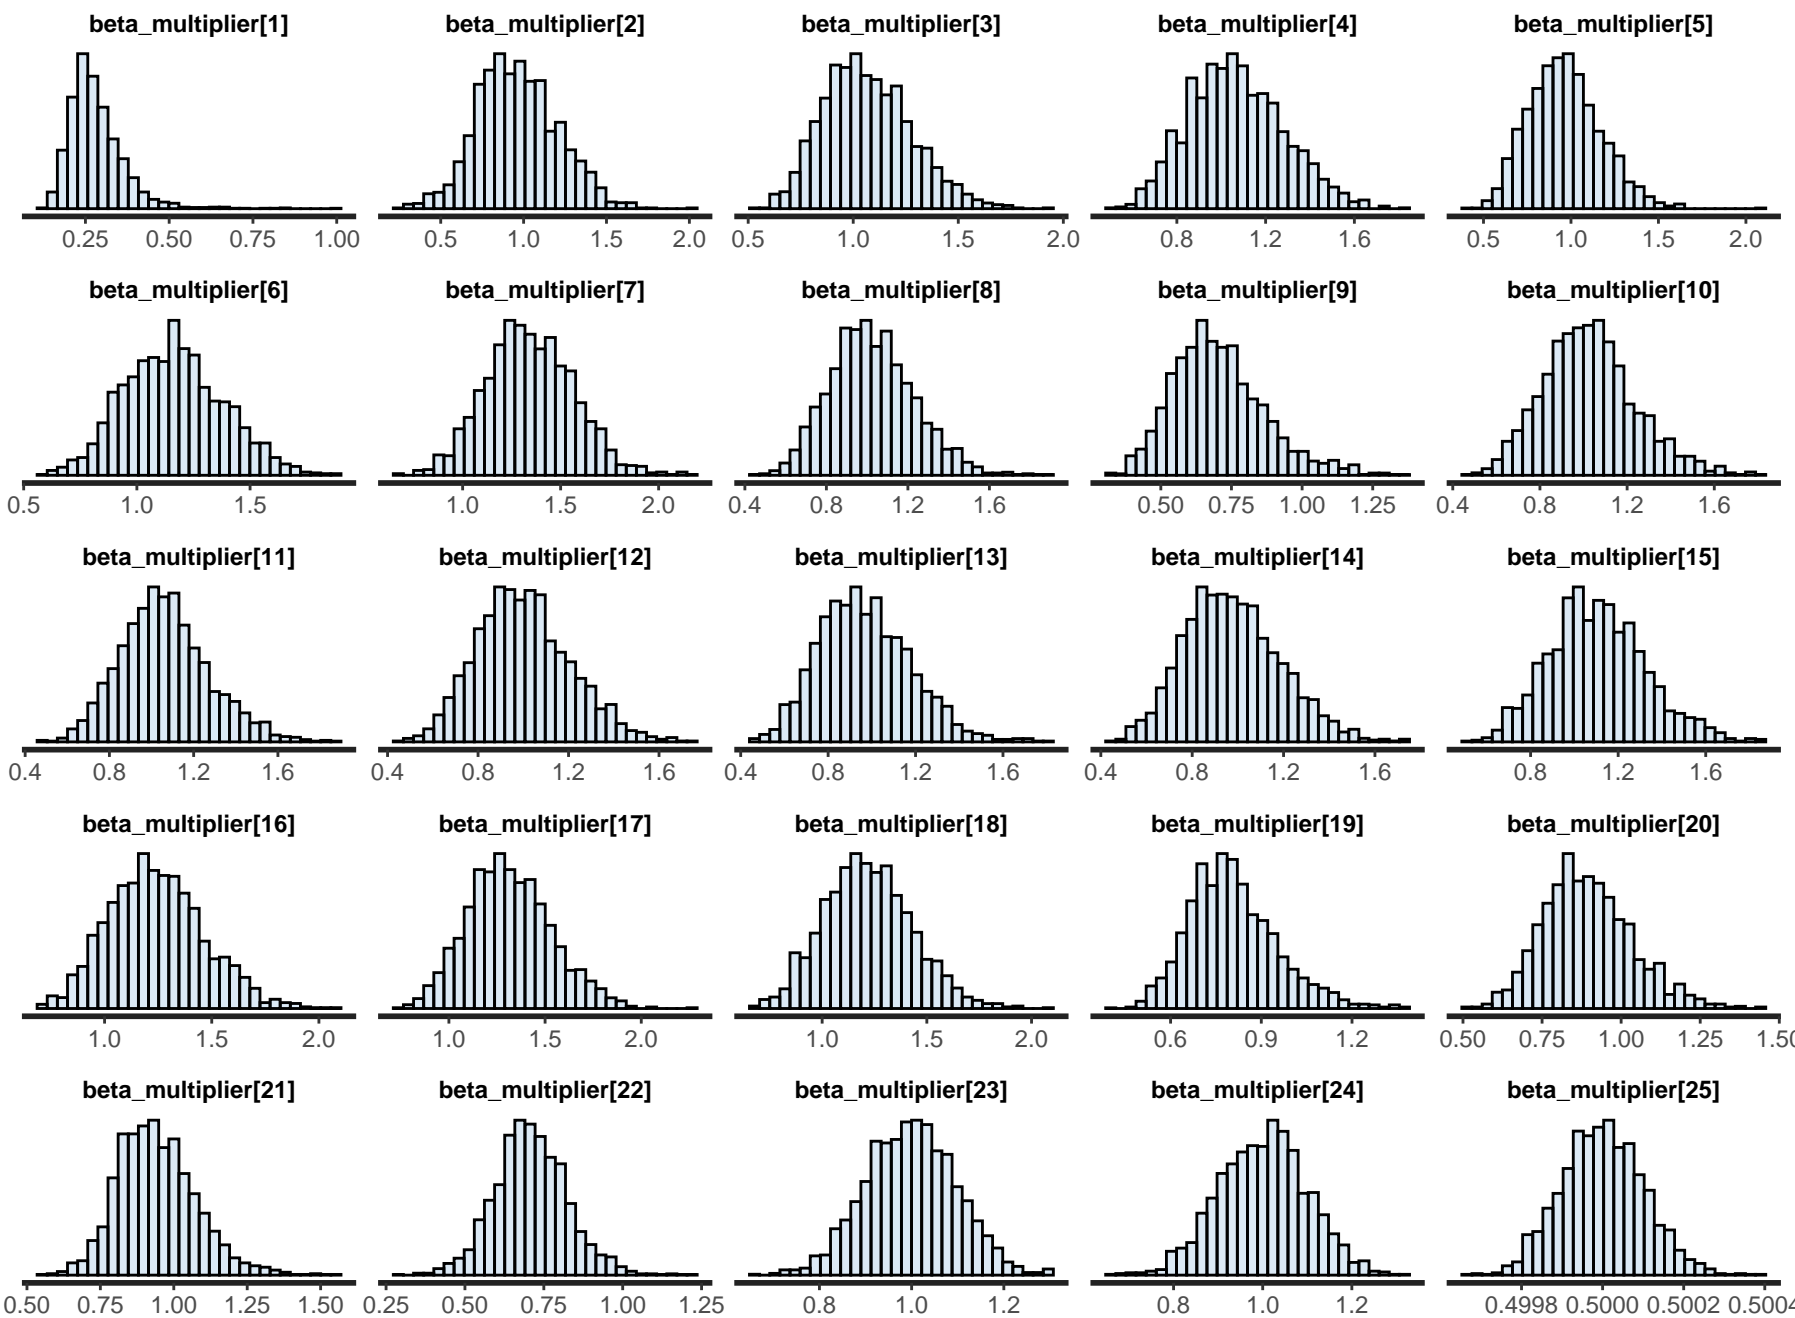 beta_multiplier[1] beta_multiplier[2] beta_multiplier[3] beta_multiplier[4] beta_multiplier[5]
0.25 0.50 0.75 1.00 0.5 1.0 1.5 2.0 0.5 1.0 1.5 2.0 0.8 1.2 1.6 0.5 1.0 1.5 2.0
beta_multiplier[6] beta_multiplier[7] beta_multiplier[8] beta_multiplier[9] beta_multiplier[10]
0.5 1.0 1.5 1.0 1.5 2.0 0.4 0.8 1.2 1.6 0.50 0.75 1.00 1.25 0.4 0.8 1.2 1.6
beta_multiplier[11] beta_multiplier[12] beta_multiplier[13] beta_multiplier[14] beta_multiplier[15]
0.4 0.8 1.2 1.6 0.4 0.8 1.2 1.6 0.4 0.8 1.2 1.6 0.4 0.8 1.2 1.6 0.8 1.2 1.6
beta_multiplier[16] beta_multiplier[17] beta_multiplier[18] beta_multiplier[19] beta_multiplier[20]
1.0 1.5 2.0 1.0 1.5 2.0 1.0 1.5 2.0 0.6 0.9 1.2 0.50 0.75 1.00 1.25 1.50
beta_multiplier[21] beta_multiplier[22] beta_multiplier[23] beta_multiplier[24] beta_multiplier[25]
0.50 0.75 1.00 1.25 1.50 0.25 0.50 0.75 1.00 1.25 0.8 1.0 1.2 0.8 1.0 1.2 0.4998 0.5000 0.5002 0.5004